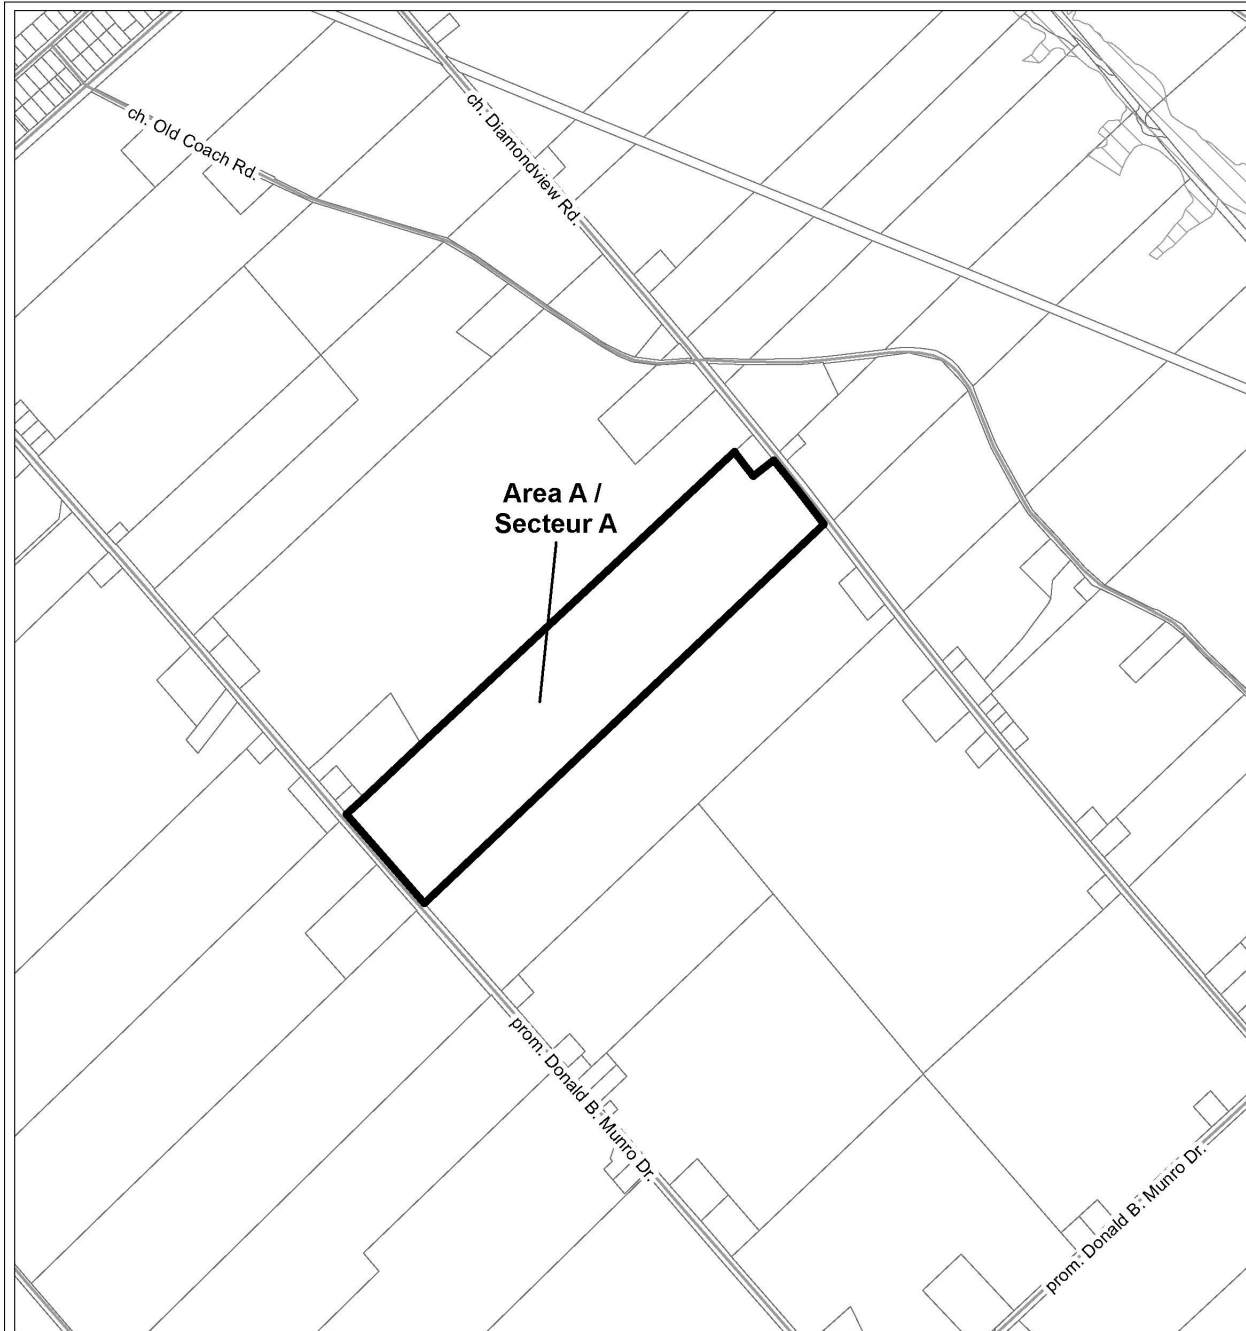 ch. Old Coach Rd.
ch. Diamondview Rd.
Area A /
Secteur A
prom. Donald B. Munro Dr.
prom. Donald B. Munro Dr.